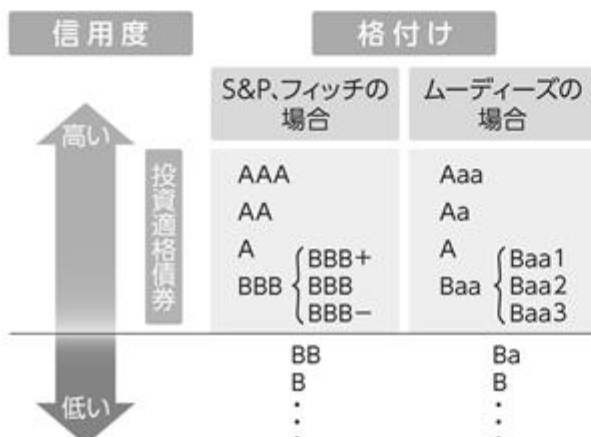 信用度
格付け
S&P、フィッチの
場合
ムーディーズの
場合
高い
投資適格債券
AAA
Aaa
AA
Aa
A
A
BBB
BBB+
BBB
BBB−
Baa
Baa1
Baa2
Baa3
BB
Ba
B
B
・
・
・
・
低い
・
・